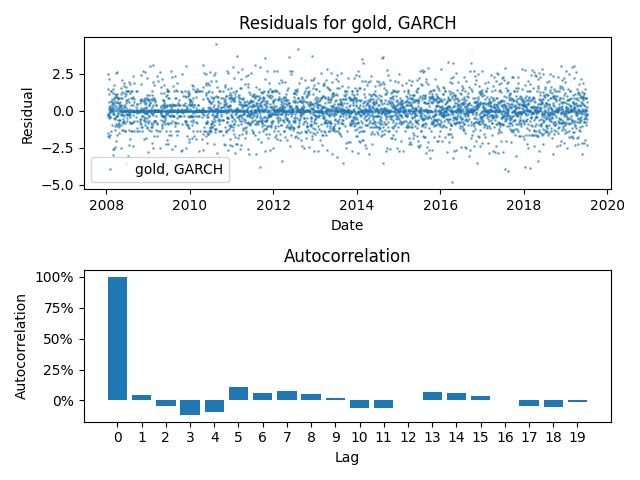 Residuals for gold, GARCH
2.5
0.0
−2.5
−5.0
Residual
gold, GARCH
2008 2010 2012 2014 2016 2018 2020
Date
Autocorrelation
100%
75%
50%
25%
0%
Autocorrelation
0 1 2 3 4 5 6 7 8 9 10 11 12 13 14 15 16 17 18 19
Lag